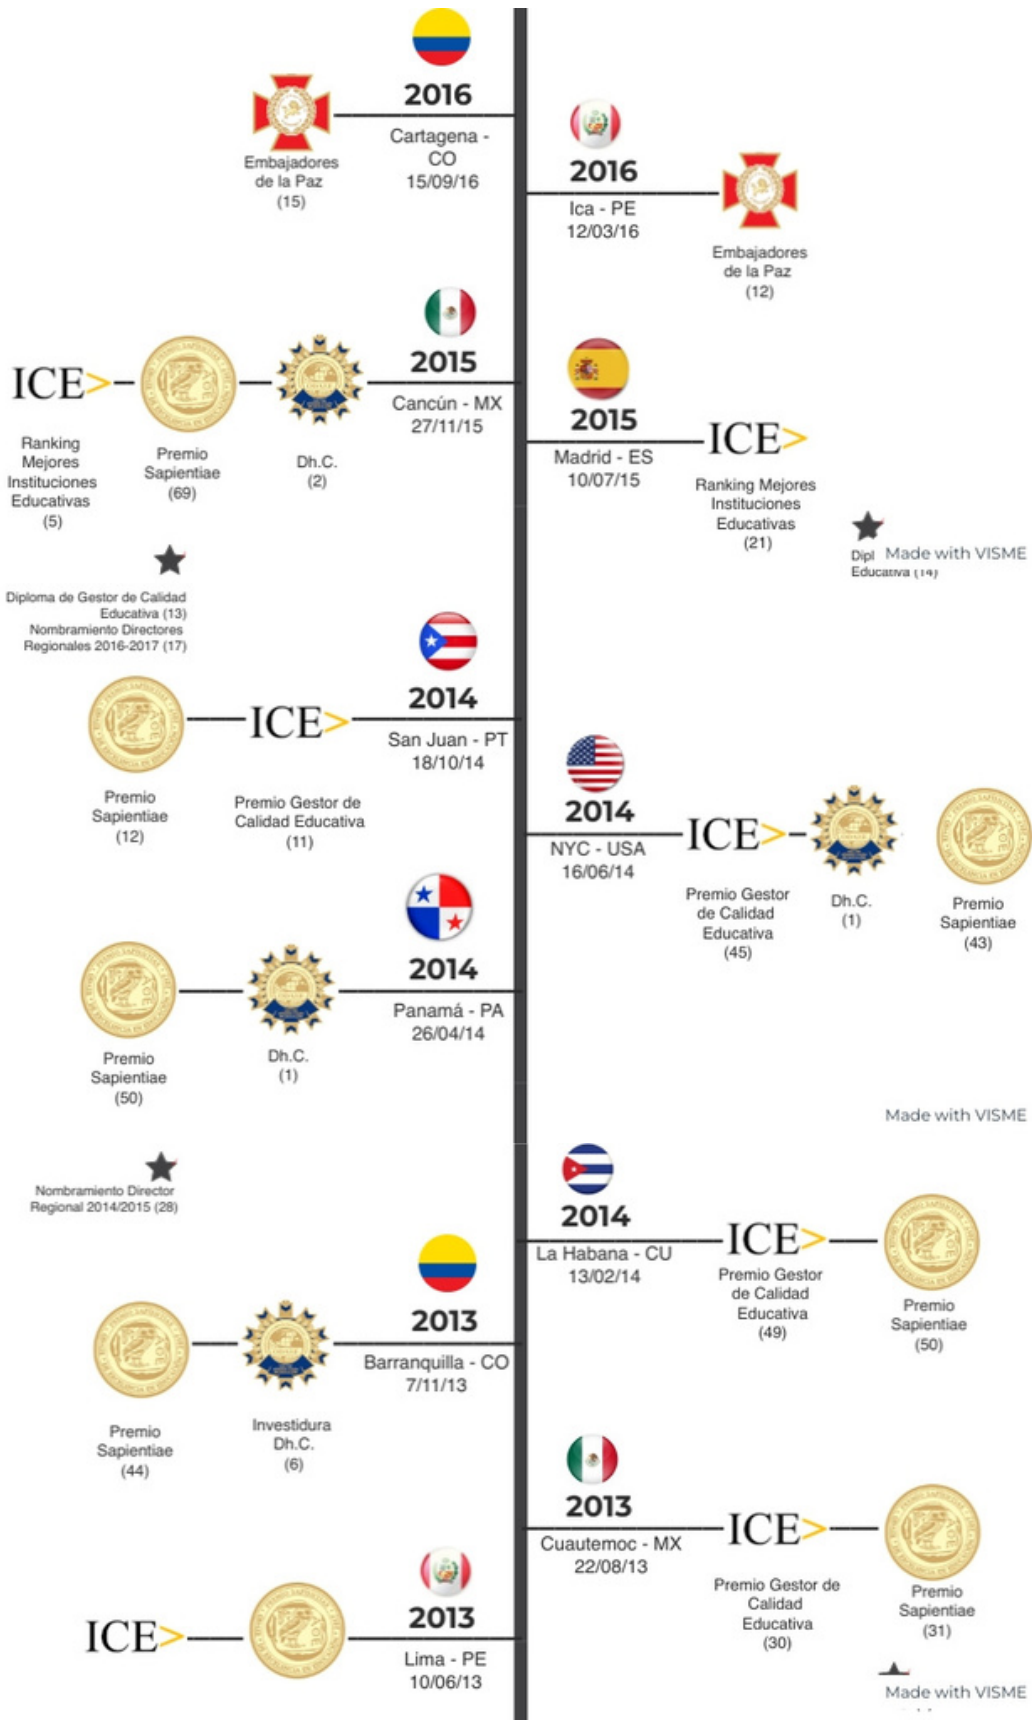 2016
Cartagena -
CO
15/09/16
Embajadores
de la Paz
(15)
2016
Ica - PE
12/03/16
Embajadores
de la Paz
(12)
2015
Cancún - MX
27/11/15
ICE>
Ranking
Mejores
Instituciones
Educativas
(5)
Premio
Sapientiae
(69)
Dh.C.
(2)
2015
Madrid - ES
10/07/15
ICE>
Ranking Mejores
Instituciones
Educativas
(21)
Dipl
Educativa (14)
Made with VISME
Diploma de Gestor de Calidad
Educativa (13)
Nombramiento Directores
Regionales 2016-2017 (17)
2014
San Juan - PT
18/10/14
ICE>
Premio
Sapientiae
(12)
Premio Gestor de
Calidad Educativa
(11)
2014
NYC - USA
16/06/14
ICE>
Premio Gestor
de Calidad
Educativa
(45)
Dh.C.
(1)
Premio
Sapientiae
(43)
2014
Panamá - PA
26/04/14
Premio
Sapientiae
(50)
Dh.C.
(1)
Made with VISME
Nombramiento Director
Regional 2014/2015 (28)
2014
La Habana - CU
13/02/14
ICE>
Premio Gestor
de Calidad
Educativa
(49)
Premio
Sapientiae
(50)
2013
Barranquilla - CO
7/11/13
Premio
Sapientiae
(44)
Investidura
Dh.C.
(6)
2013
Cuautemoc - MX
22/08/13
ICE>
Premio Gestor de
Calidad
Educativa
(30)
Premio
Sapientiae
(31)
2013
Lima - PE
10/06/13
ICE>
Made with VISME